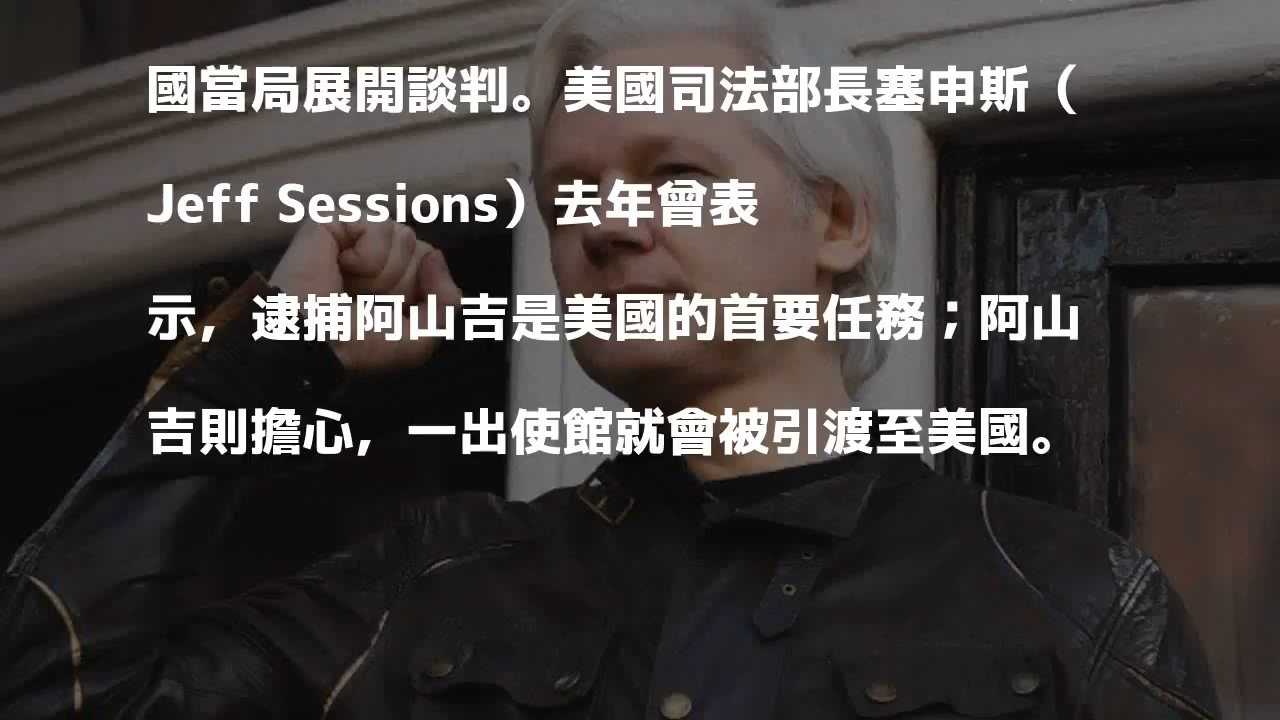 國當局展開談判。美國司法部長塞申斯（
Jeff Sessions）去年曾表
示，逮捕阿山吉是美國的首要任務；阿山
吉則擔心，一出使館就會被引渡至美國。